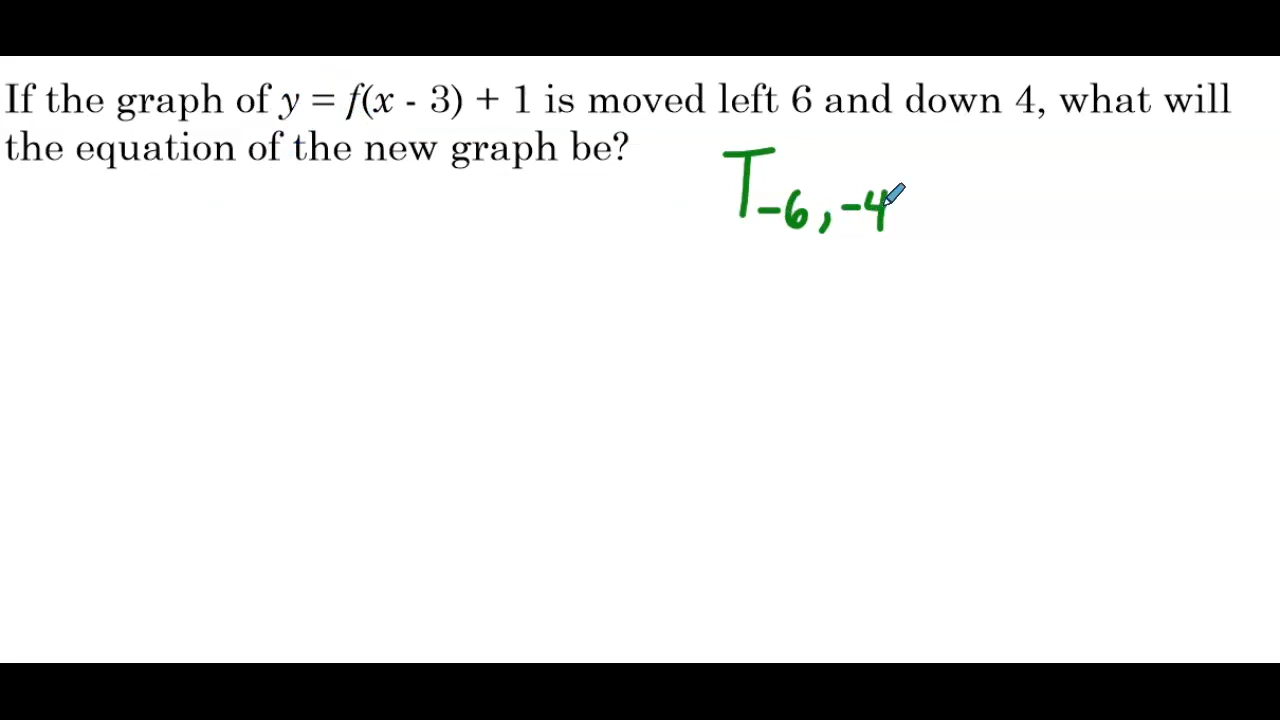 If the graph of y = f(x - 3) + 1 is moved left 6 and down 4, what will
the equation of the new graph be?
T-6, -4